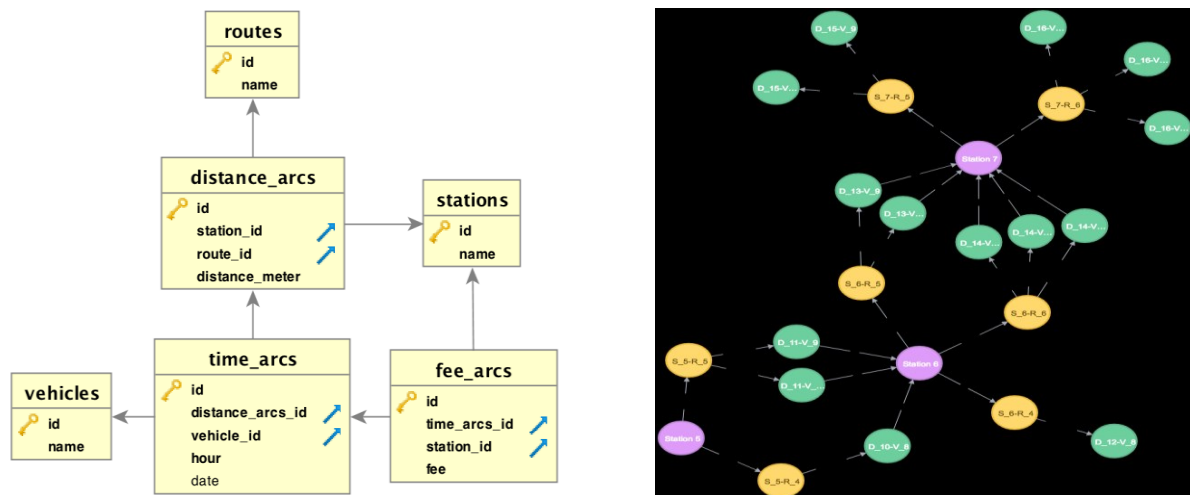 routes
id
name
distance_arcs
id
station_id
route_id
distance_meter
stations
id
name
time_arcs
id
distance_arcs_id
vehicle_id
hour
date
fee_arcs
id
time_arcs_id
station_id
fee
vehicles
id
name
D_15-V_9
D_16-V...
D_16-V...
D_15-V...
S_7-R_5
S_7-R_6
D_16-V...
Station 7
D_13-V_9
D_13-V...
D_14-V...
D_14-V...
D_14-V...
S_6-R_5
S_6-R_6
D_11-V_9
S_5-R_5
Station 6
D_11-V_...
S_6-R_4
Station 5
D_10-V_8
D_12-V_8
S_5-R_4